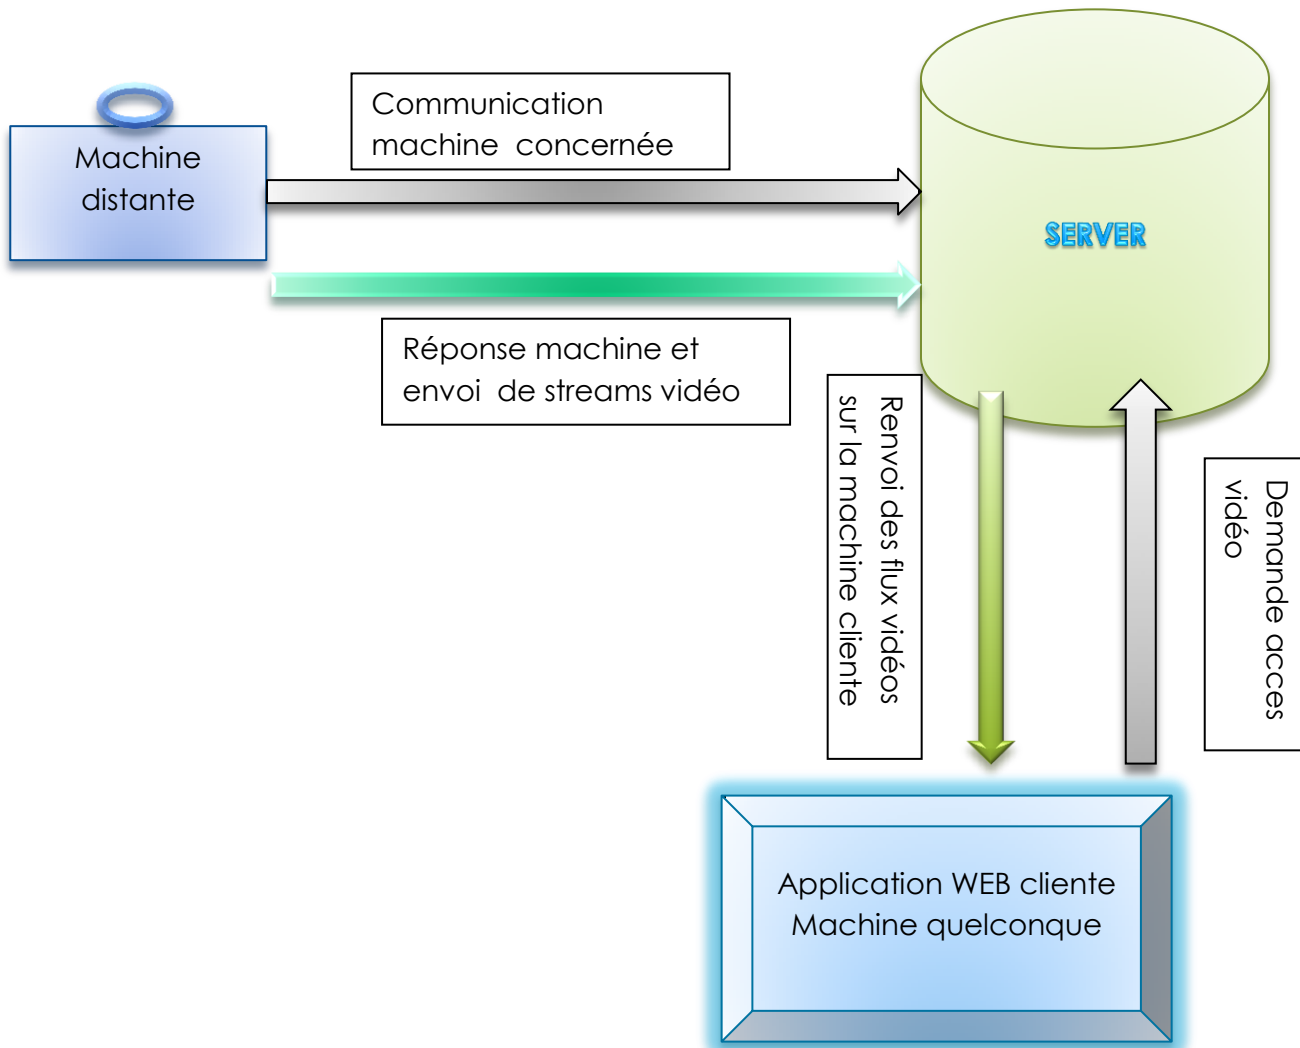 Communication
machine concernée
Machine
distante
SERVER
Réponse machine et
envoi de streams vidéo
Renvoi des flux vidéos
sur la machine cliente
Demande acces
vidéo
Application WEB cliente
Machine quelconque